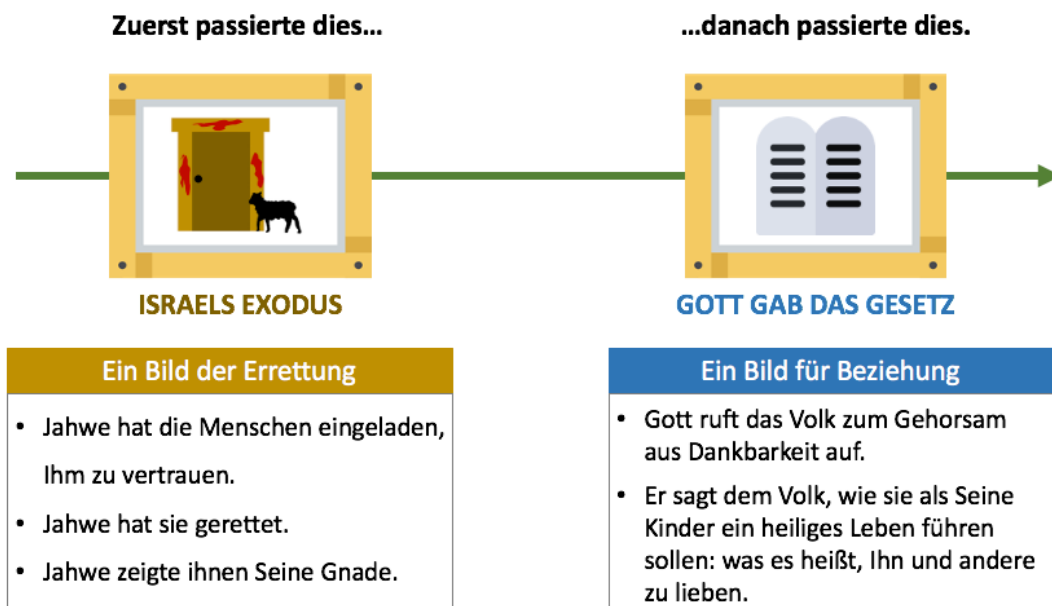 Zuerst passierte dies...
...danach passierte dies.
ISRAELS EXODUS
GOTT GAB DAS GESETZ
Ein Bild der Errettung
• Jahwe hat die Menschen eingeladen,
Ihm zu vertrauen.
• Jahwe hat sie gerettet.
• Jahwe zeigte ihnen Seine Gnade.
Ein Bild für Beziehung
• Gott ruft das Volk zum Gehorsam
aus Dankbarkeit auf.
• Er sagt dem Volk, wie sie als Seine
Kinder ein heiliges Leben führen
sollen: was es heißt, Ihn und andere
zu lieben.